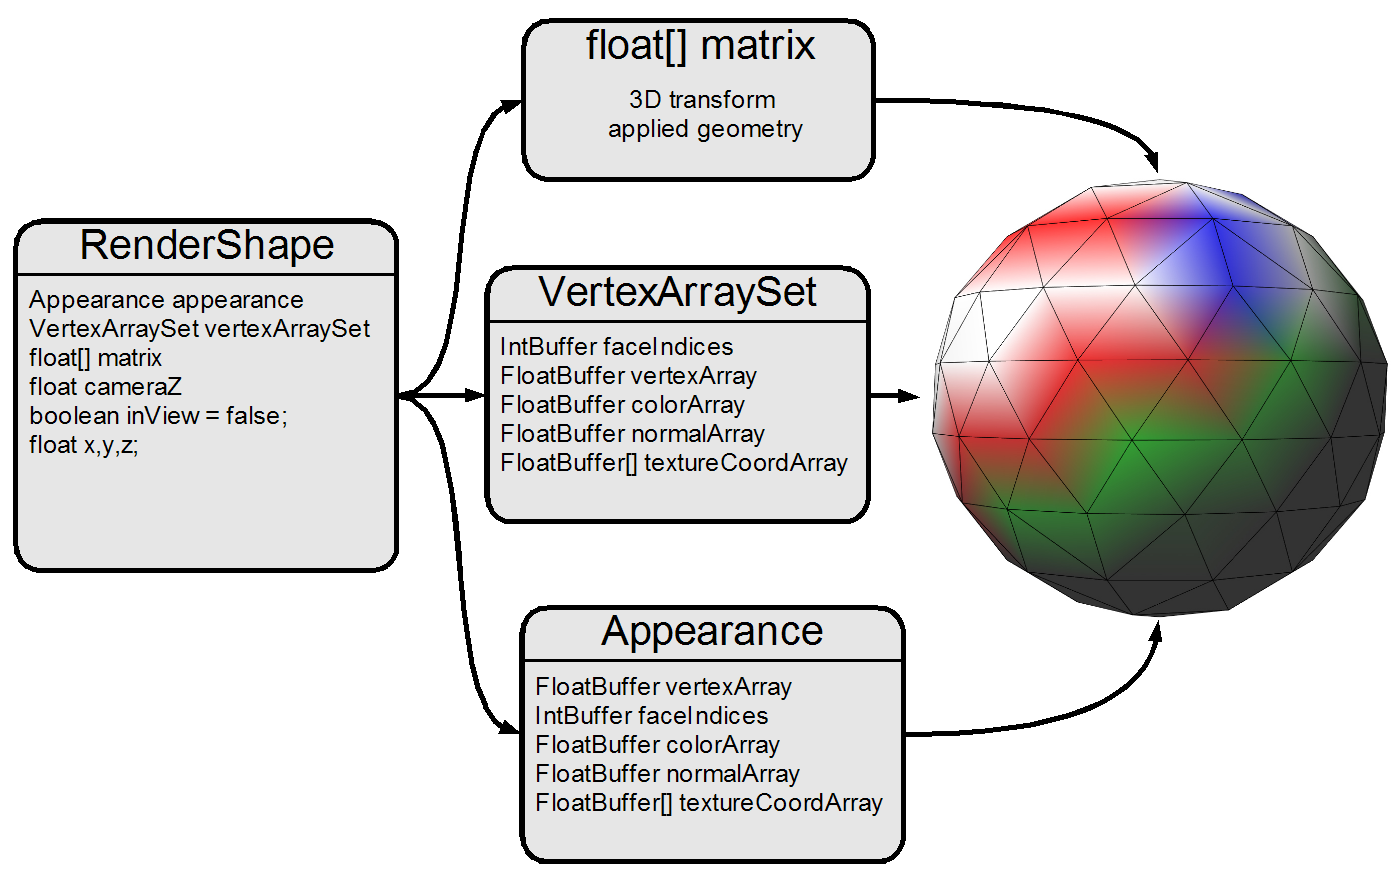 float[] matrix
3D transform
applied geometry
RenderShape
Appearance appearance
VertexArraySet vertexArraySet
float[] matrix
float cameraZ
boolean inView = false;
float x,y,z;
VertexArraySet
IntBuffer faceIndices
FloatBuffer vertexArray
FloatBuffer colorArray
FloatBuffer normalArray
FloatBuffer[] textureCoordArray
Appearance
FloatBuffer vertexArray
IntBuffer faceIndices
FloatBuffer colorArray
FloatBuffer normalArray
FloatBuffer[] textureCoordArray